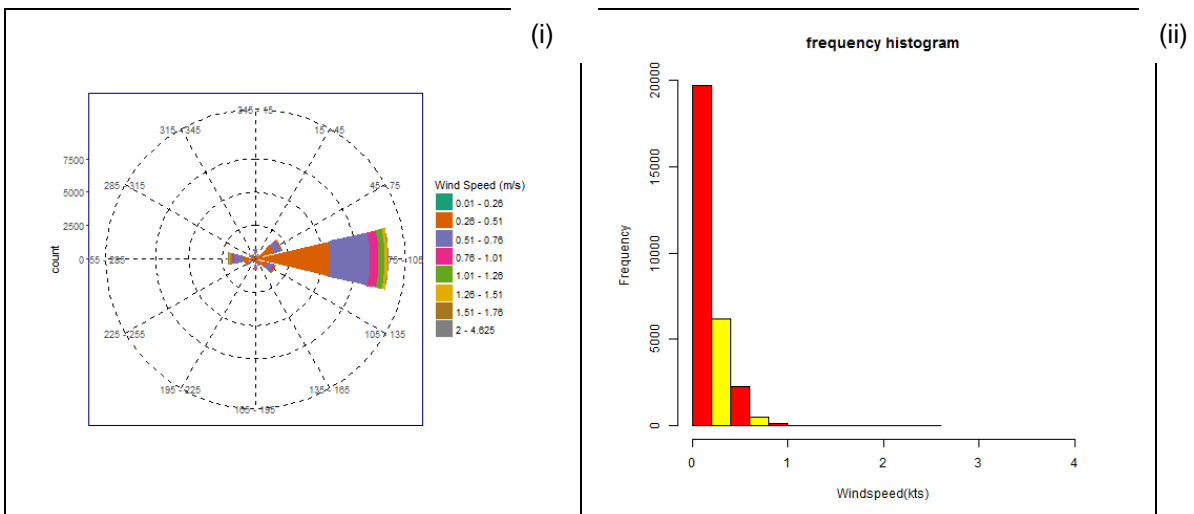 (i)
345 - 15
315 - 345
15 - 45
285 - 315
45 - 75
255 - 285
75 - 105
225 - 255
105 - 135
195 - 225
135 - 165
165 - 195
7500
5000
2500
0
count
Wind Speed (m/s)
0.01 - 0.26
0.26 - 0.51
0.51 - 0.76
0.76 - 1.01
1.01 - 1.26
1.26 - 1.51
1.51 - 1.76
2 - 4.625
(ii)
frequency histogram
20000
15000
10000
5000
0
Frequency
0 1 2 3 4
Windspeed(kts)